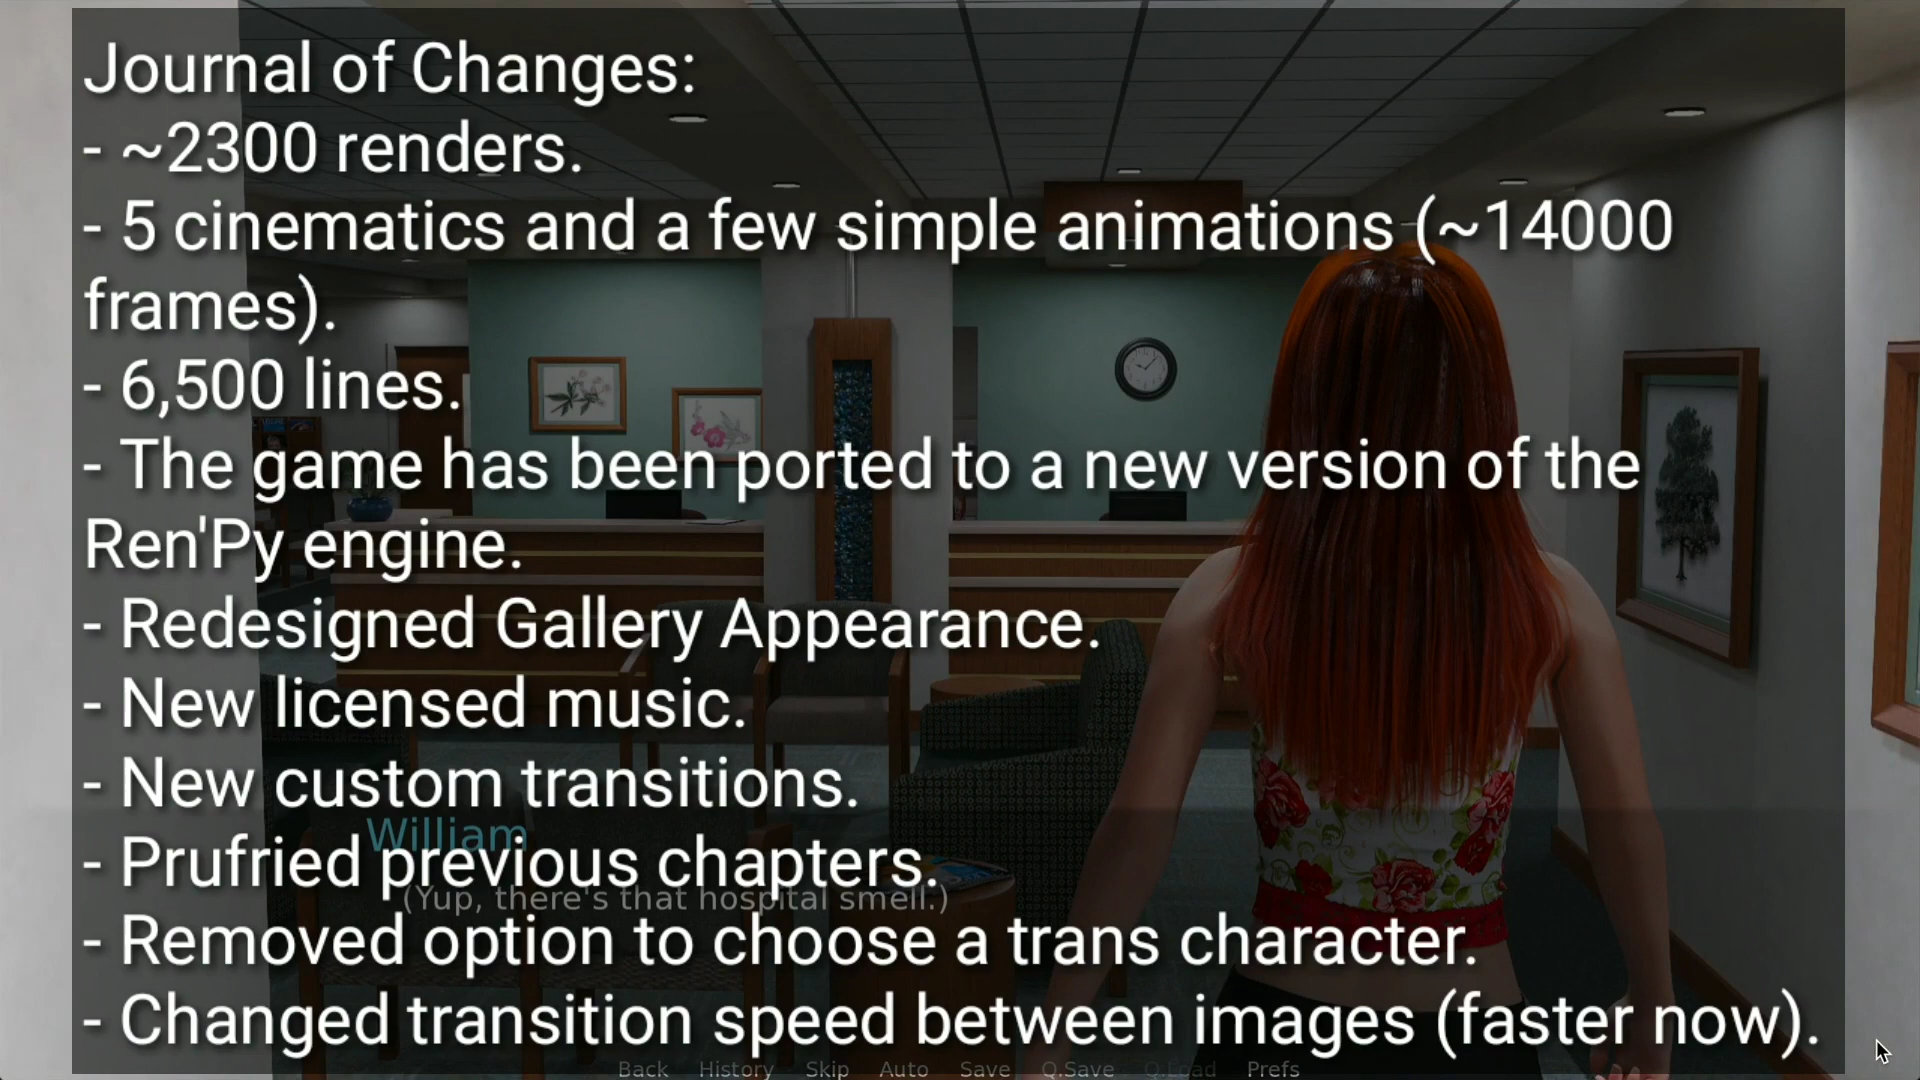 Journal of Changes:
- ~2300 renders.
- 5 cinematics and a few simple animations (~14000
frames).
- 6,500 lines.
- The game has been ported to a new version of the
Ren'Py engine.
- Redesigned Gallery Appearance.
- New licensed music.
- New custom transitions.
William
- Prufried previous chapters.
(Yup, there's that hospital smell.)
- Removed option to choose a trans character.
- Changed transition speed between images (faster now).
Back History Skip Auto Save Q.Save Q.Load Prefs